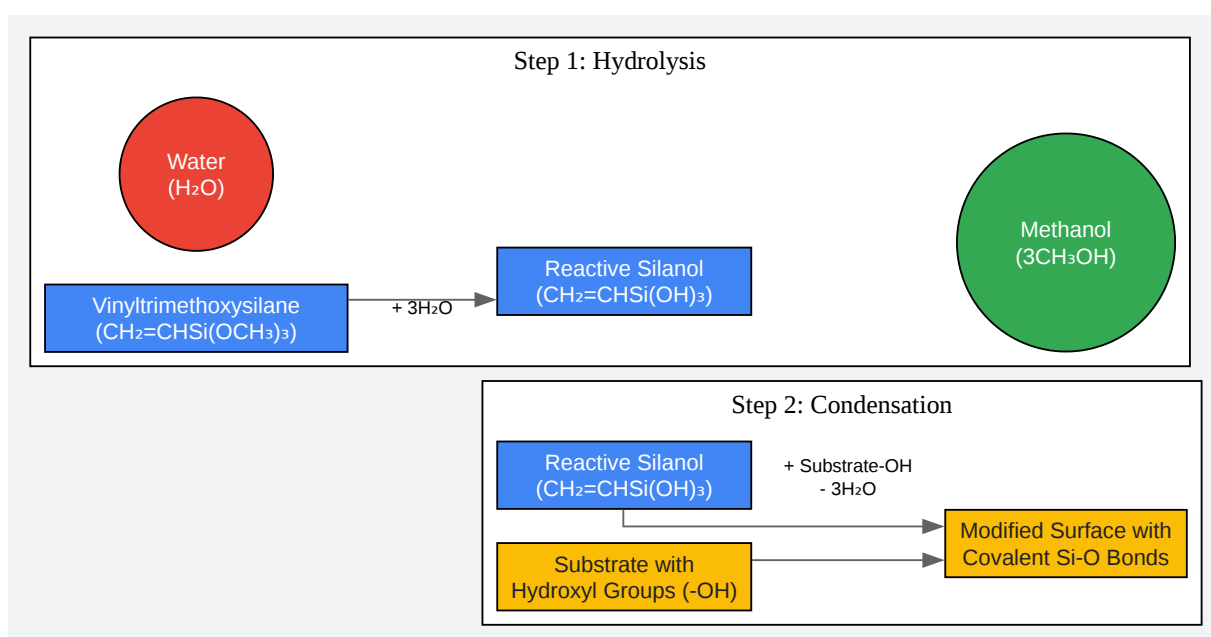 Step 1: Hydrolysis
Water
(H₂O)
Methanol
(3CH₃OH)
Reactive Silanol
(CH₂=CHSi(OH)₃)
Vinyltrimethoxysilane
(CH₂=CHSi(OCH₃)₃)
+ 3H₂O
Step 2: Condensation
Reactive Silanol
(CH₂=CHSi(OH)₃)
+ Substrate-OH
- 3H₂O
Modified Surface with
Covalent Si-O Bonds
Substrate with
Hydroxyl Groups (-OH)